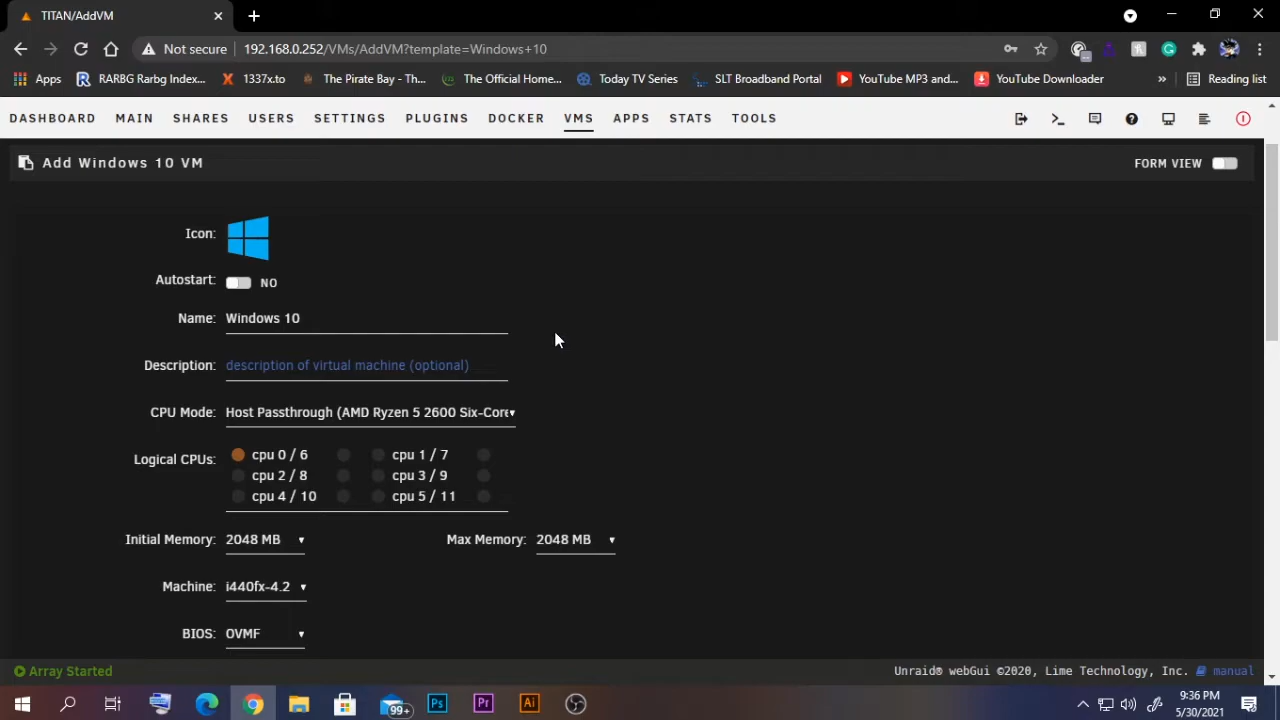 TITAN/AddVM
Not secure 192.168.0.252/VMs/AddVM?template=Windows+10
Apps RARBG Rarbg Index... 1337x.to The Pirate Bay - Th... The Official Home... Today TV Series SLT Broadband Portal YouTube MP3 and... YouTube Downloader » Reading list
DASHBOARD MAIN SHARES USERS SETTINGS PLUGINS DOCKER VMS APPS STATS TOOLS
Add Windows 10 VM FORM VIEW
Icon:
Autostart: NO
Name: Windows 10
Description: description of virtual machine (optional)
CPU Mode: Host Passthrough (AMD Ryzen 5 2600 Six-Core
Logical CPUs: cpu 0 / 6 cpu 1 / 7
cpu 2 / 8 cpu 3 / 9
cpu 4 / 10 cpu 5 / 11
Initial Memory: 2048 MB Max Memory: 2048 MB
Machine: i440fx-4.2
BIOS: OVMF
Array Started Unraid® webGui ©2020, Lime Technology, Inc. manual
99+ Ps Pr Ai 9:36 PM
5/30/2021